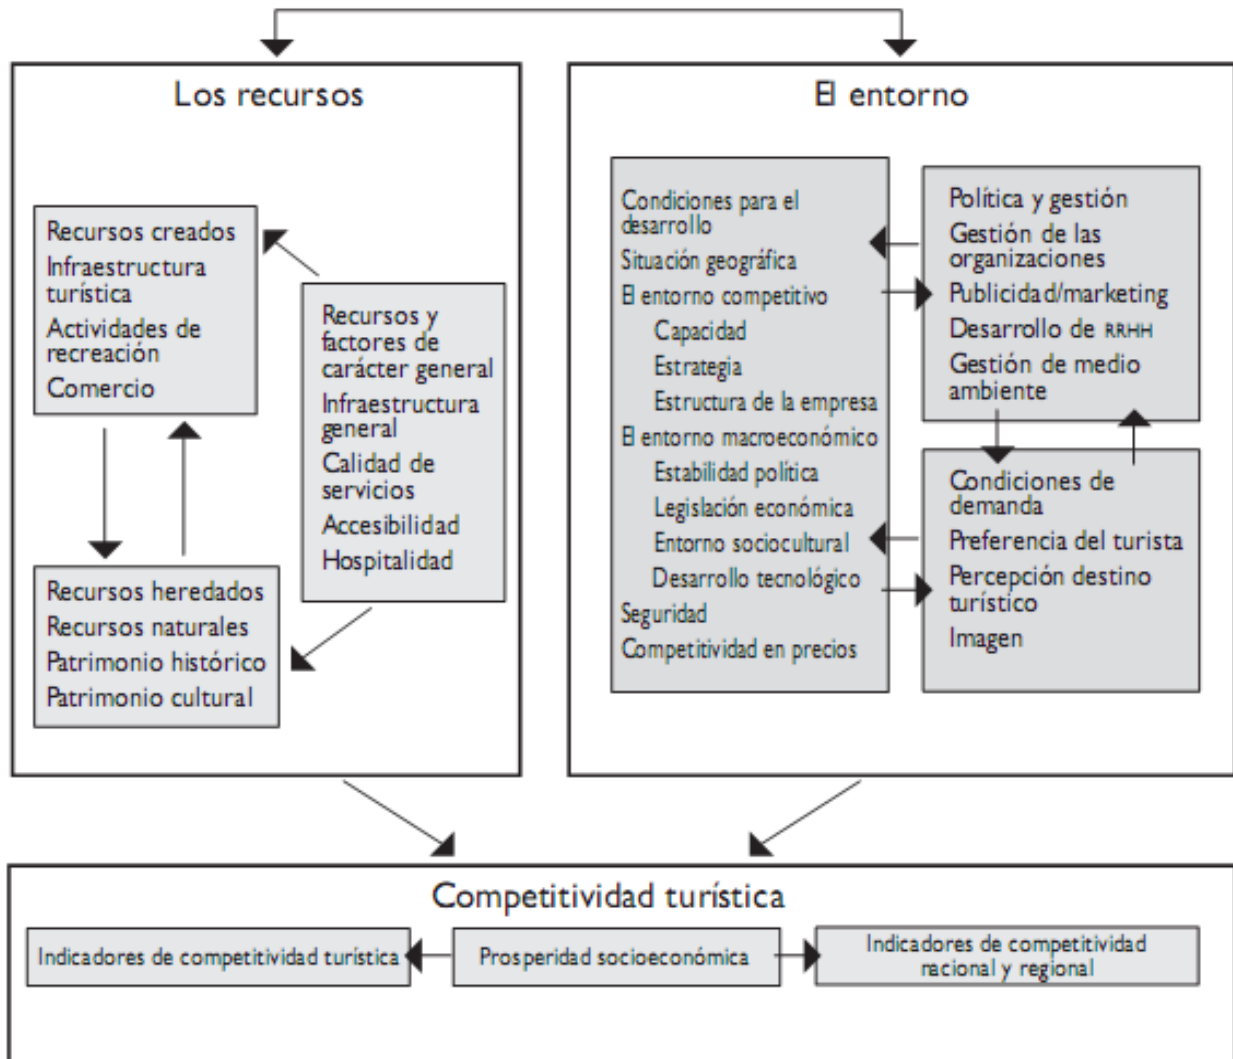 Los recursos
Recursos creados
Infraestructura
turística
Actividades de
recreación
Comercio
Recursos y
factores de
carácter general
Infraestructura
general
Calidad de
servicios
Accesibilidad
Hospitalidad
Recursos heredados
Recursos naturales
Patrimonio histórico
Patrimonio cultural
El entorno
Condiciones para el
desarrollo
Situación geográfica
El entorno competitivo
Capacidad
Estrategia
Estructura de la empresa
El entorno macroeconómico
Estabilidad política
Legislación económica
Entorno sociocultural
Desarrollo tecnológico
Seguridad
Competitividad en precios
Política y gestión
Gestión de las
organizaciones
Publicidad/marketing
Desarrollo de RRHH
Gestión de medio
ambiente
Condiciones de
demanda
Preferencia del turista
Percepción destino
turístico
Imagen
Competitividad turística
Indicadores de competitividad turística
Prosperidad socioeconómica
Indicadores de competitividad
racional y regional